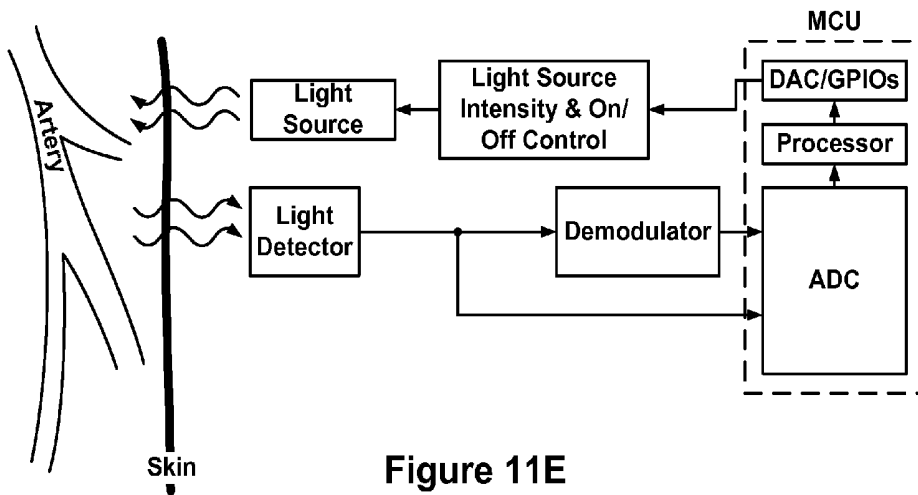 MCU
Artery
Light
Source
Light Source
Intensity & On/
Off Control
DAC/GPIOs
Processor
Light
Detector
Demodulator
ADC
Skin
Figure 11E